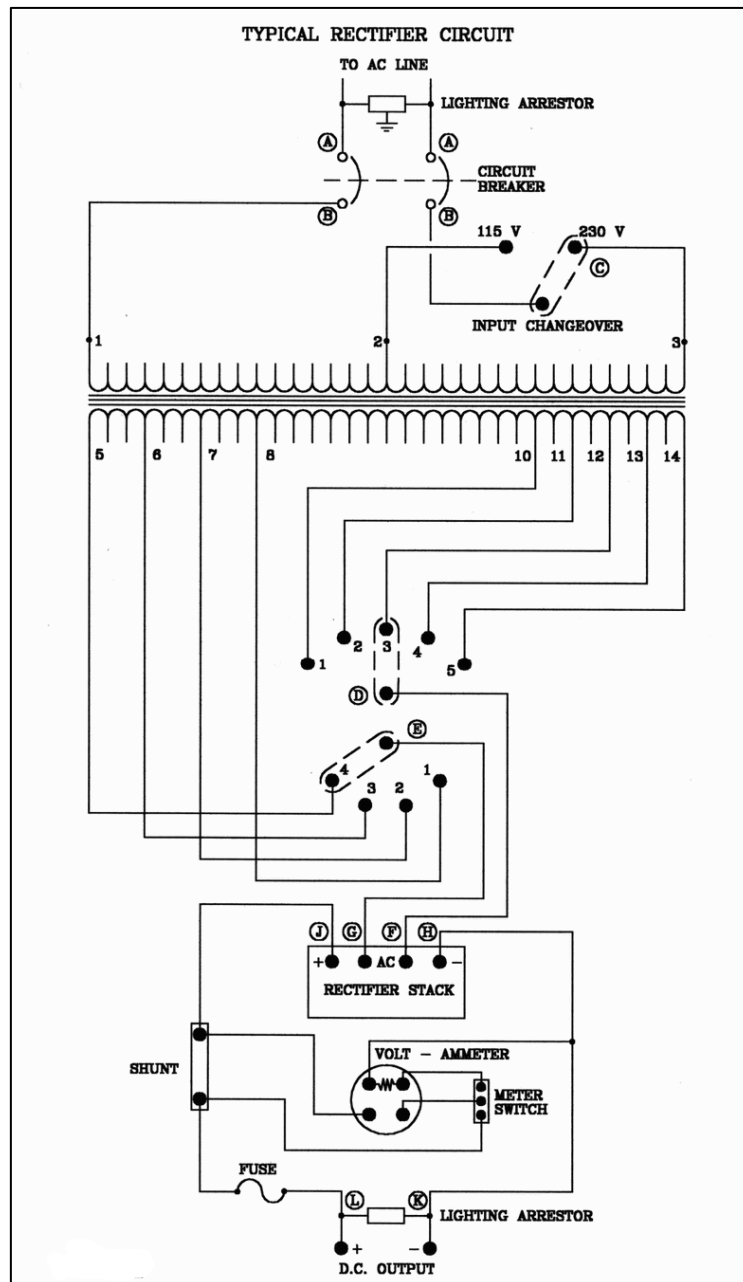 TYPICAL RECTIFIER CIRCUIT
TO AC LINE
LIGHTING ARRESTOR
A A
CIRCUIT
BREAKER
B B
115 V 230 V
C
INPUT CHANGEOVER
1 2 3
5 6 7 8 10 11 12 13 14
1 2 3 4 5
D
E
4 3 2 1
J G F H
+ AC -
RECTIFIER STACK
VOLT - AMMETER
SHUNT
METER
SWITCH
FUSE
L K
LIGHTING ARRESTOR
+ -
D.C. OUTPUT